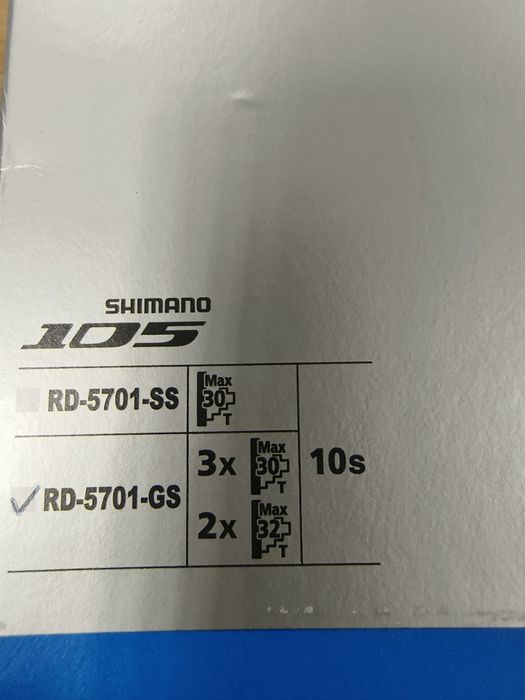 SHIMANO
105
RD-5701-SS Max 30 T
3x Max 30 T
RD-5701-GS 10s
2x Max 32 T